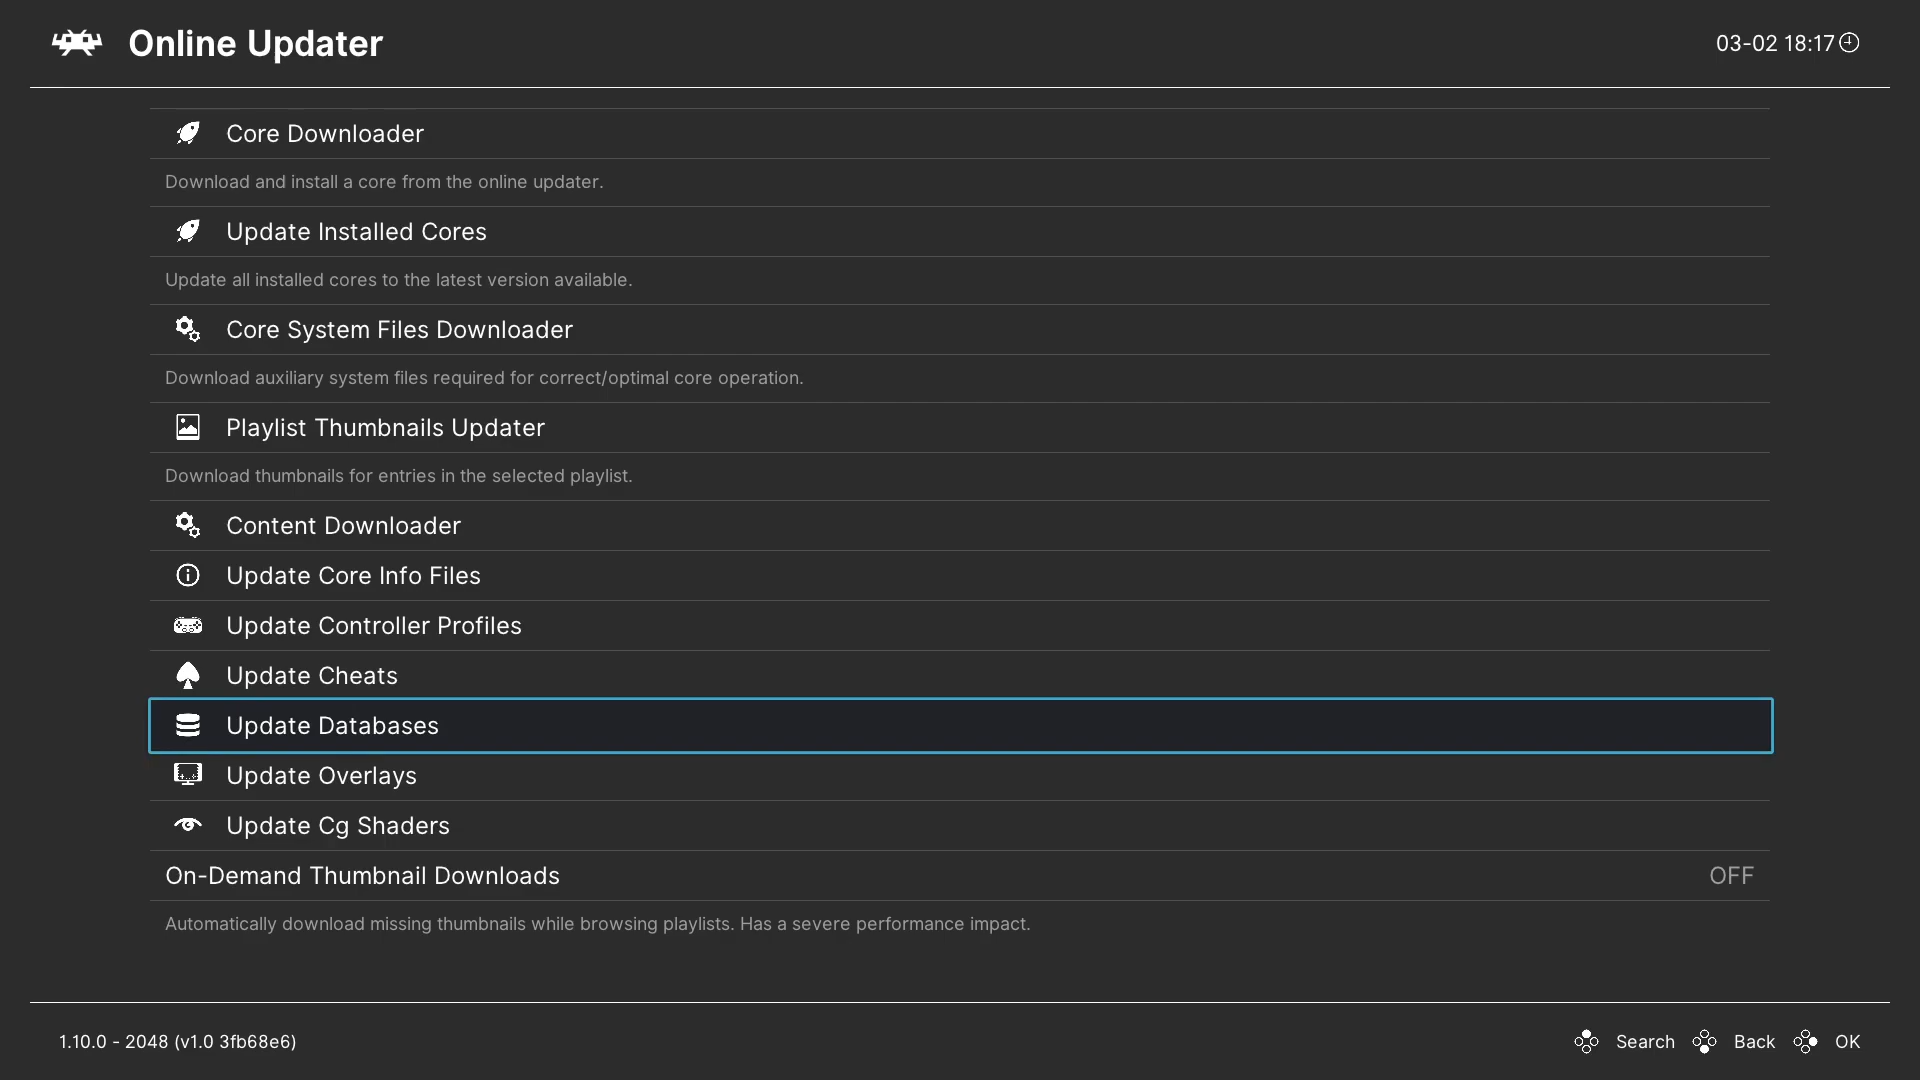 Online Updater
03-02 18:17
Core Downloader
Download and install a core from the online updater.
Update Installed Cores
Update all installed cores to the latest version available.
Core System Files Downloader
Download auxiliary system files required for correct/optimal core operation.
Playlist Thumbnails Updater
Download thumbnails for entries in the selected playlist.
Content Downloader
Update Core Info Files
Update Controller Profiles
Update Cheats
Update Databases
Update Overlays
Update Cg Shaders
On-Demand Thumbnail Downloads OFF
Automatically download missing thumbnails while browsing playlists. Has a severe performance impact.
1.10.0 - 2048 (v1.0 3fb68e6)
Search Back OK